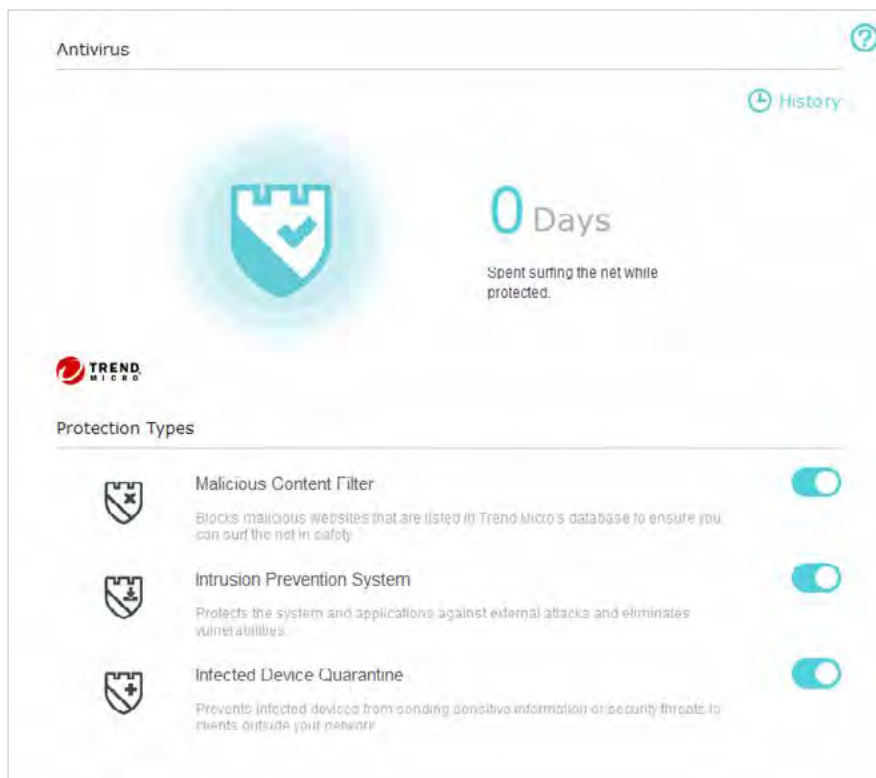 Antivirus
?
History
0 Days
Spent surfing the net while
protected.
TREND
MICRO
Protection Types
Malicious Content Filter
Blocks malicious websites that are listed in Trend Micro's database to ensure you
can surf the net in safety.
Intrusion Prevention System
Protects the system and applications against external attacks and eliminates
vulnerabilities.
Infected Device Quarantine
Prevents infected devices from sending sensitive information or security threats to
clients outside your network.